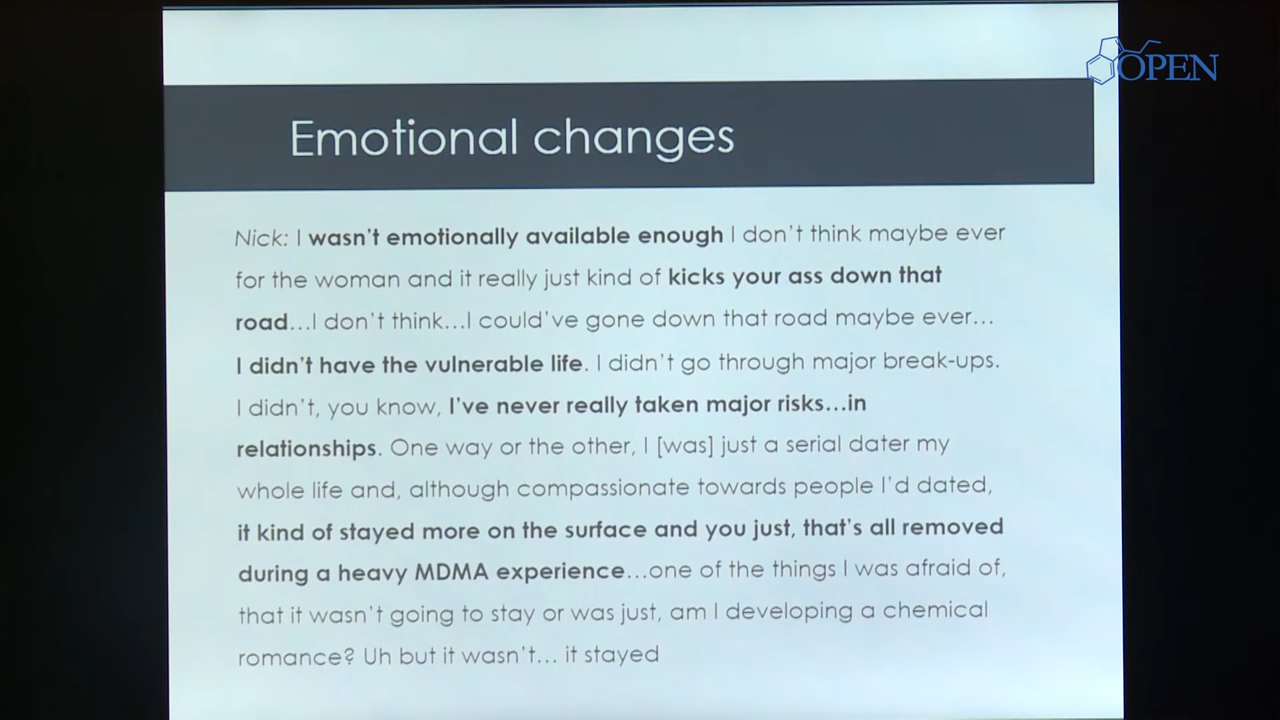 OPEN
Emotional changes
Nick: I wasn't emotionally available enough I don't think maybe ever
for the woman and it really just kind of kicks your ass down that
road…I don't think…I could've gone down that road maybe ever…
I didn't have the vulnerable life. I didn't go through major break-ups.
I didn't, you know, I've never really taken major risks…in
relationships. One way or the other, I [was] just a serial dater my
whole life and, although compassionate towards people I'd dated,
it kind of stayed more on the surface and you just, that's all removed
during a heavy MDMA experience…one of the things I was afraid of,
that it wasn't going to stay or was just, am I developing a chemical
romance? Uh but it wasn't… it stayed